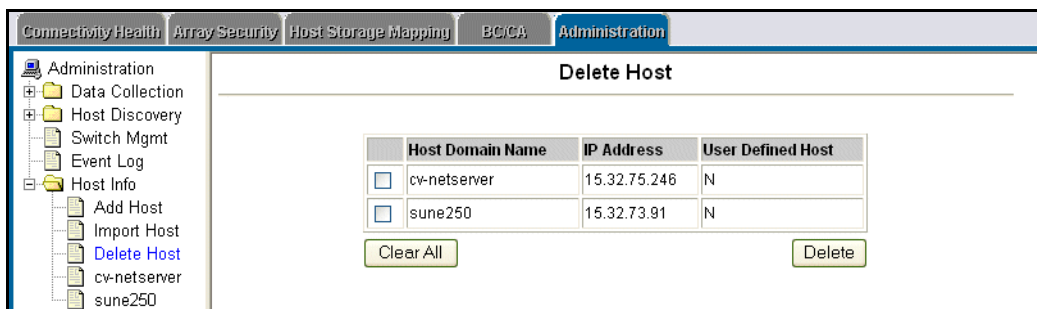 Connectivity Health Array Security Host Storage Mapping BC/CA Administration
Administration
Data Collection
Host Discovery
Switch Mgmt
Event Log
Host Info
Add Host
Import Host
Delete Host
cv-netserver
sune250
Delete Host
Host Domain Name IP Address User Defined Host
cv-netserver 15.32.75.246 N
sune250 15.32.73.91 N
Clear All Delete